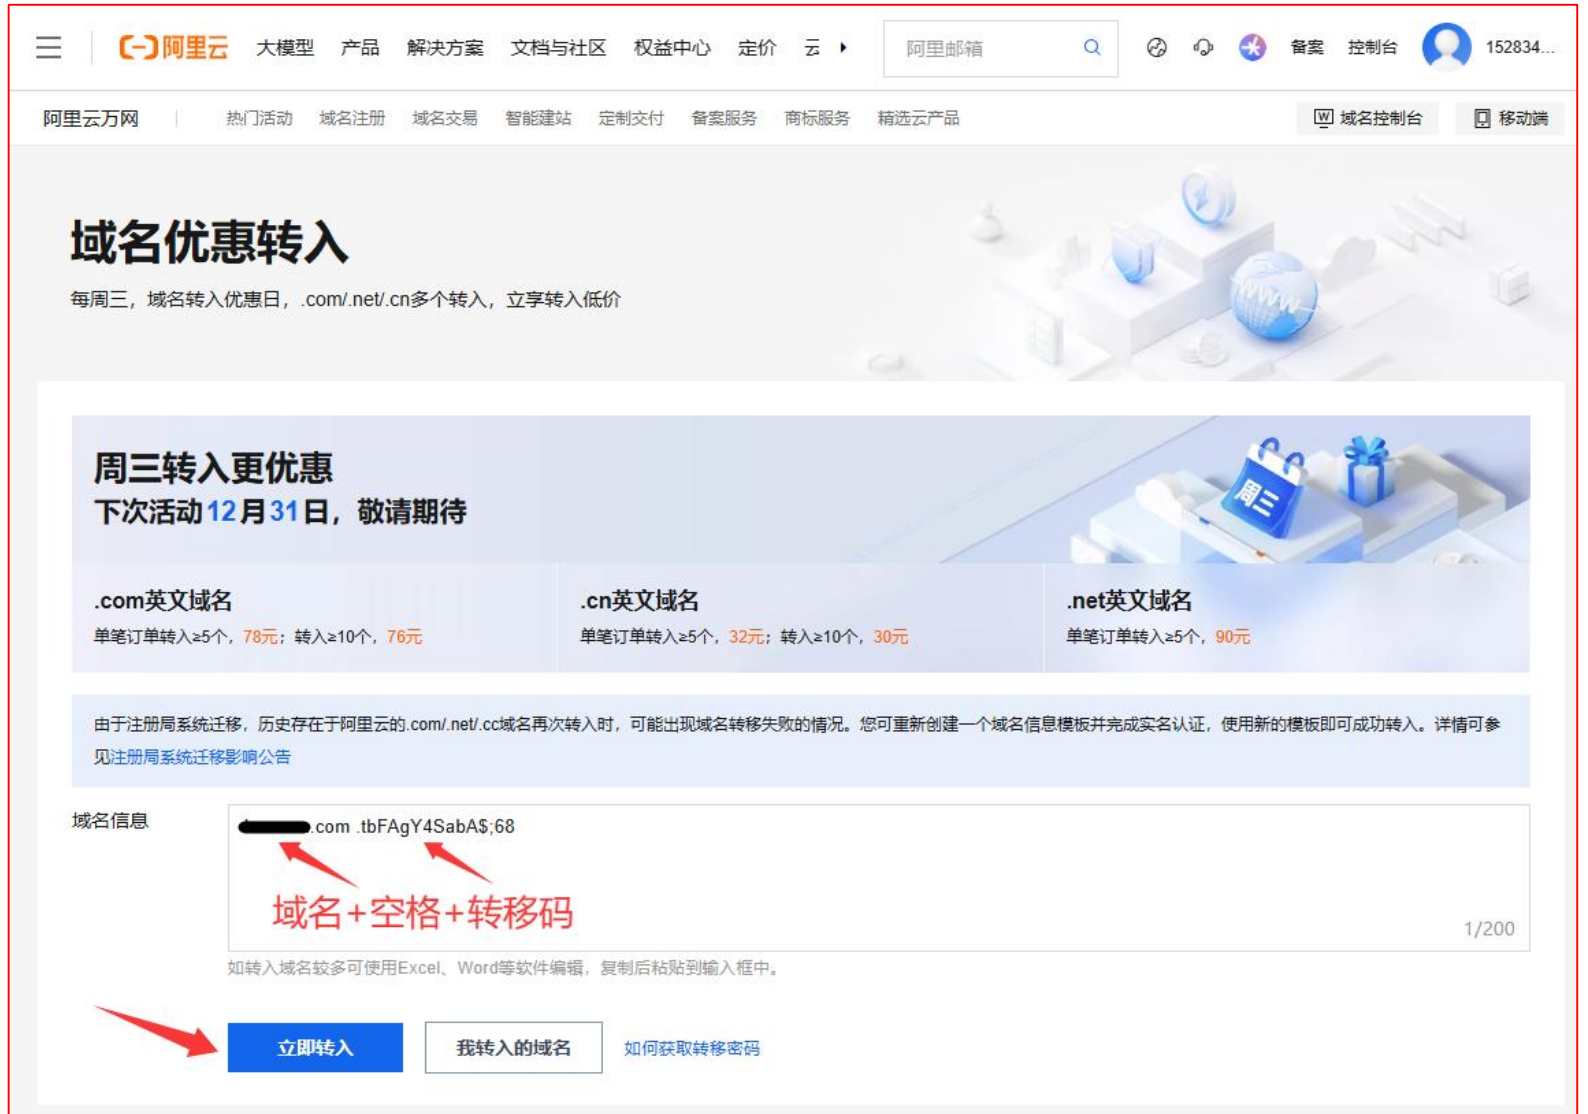 阿里云 大模型 产品 解决方案 文档与社区 权益中心 定价 云 阿里邮箱 备案 控制台 152834...
阿里云万网 热门活动 域名注册 域名交易 智能建站 定制交付 备案服务 商标服务 精选云产品 域名控制台 移动端
域名优惠转入
每周三，域名转入优惠日，.com/.net/.cn多个转入，立享转入低价
www
周三转入更优惠
下次活动12月31日，敬请期待
周三
.com英文域名 .cn英文域名 .net英文域名
单笔订单转入≥5个，78元；转入≥10个，76元 单笔订单转入≥5个，32元；转入≥10个，30元 单笔订单转入≥5个，90元
由于注册局系统迁移，历史存在于阿里云的.com/.net/.cc域名再次转入时，可能出现域名转移失败的情况。您可重新创建一个域名信息模板并完成实名认证，使用新的模板即可成功转入。详情可参
见注册局系统迁移影响公告
域名信息 .com .tbFAgY4SabA$;68
域名+空格+转移码
1/200
如转入域名较多可使用Excel、Word等软件编辑，复制后粘贴到输入框中。
立即转入 我转入的域名 如何获取转移密码